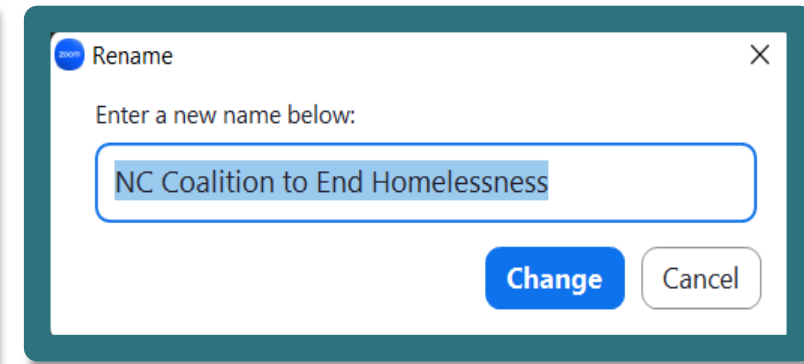 zoom
Rename
Enter a new name below:
NC Coalition to End Homelessness
Change
Cancel